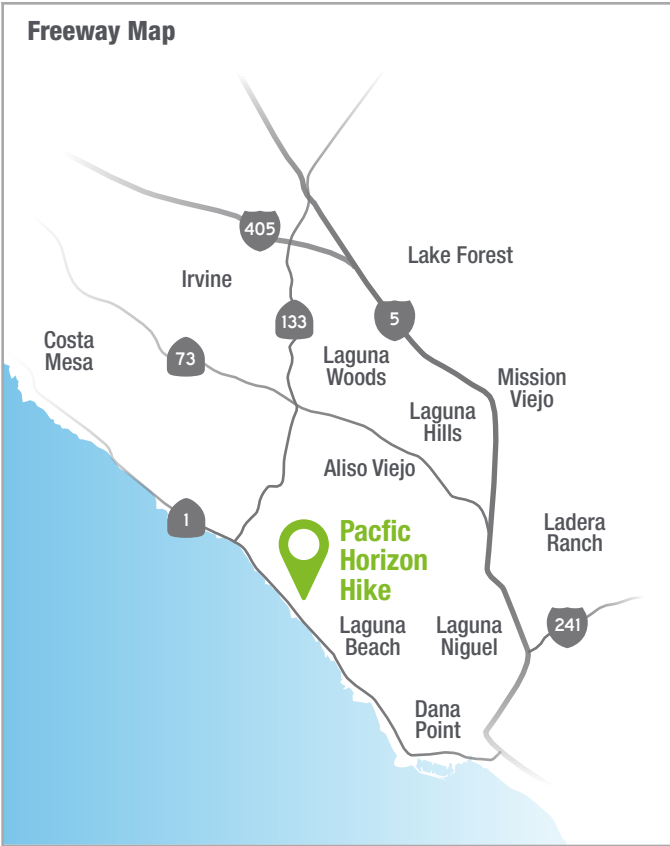 Freeway Map
405
Lake Forest
Irvine
133
5
Costa
Mesa
73
Laguna
Woods
Mission
Viejo
Laguna
Hills
Aliso Viejo
1
Pacfic
Horizon
Hike
Ladera
Ranch
Laguna
Beach
Laguna
Niguel
241
Dana
Point